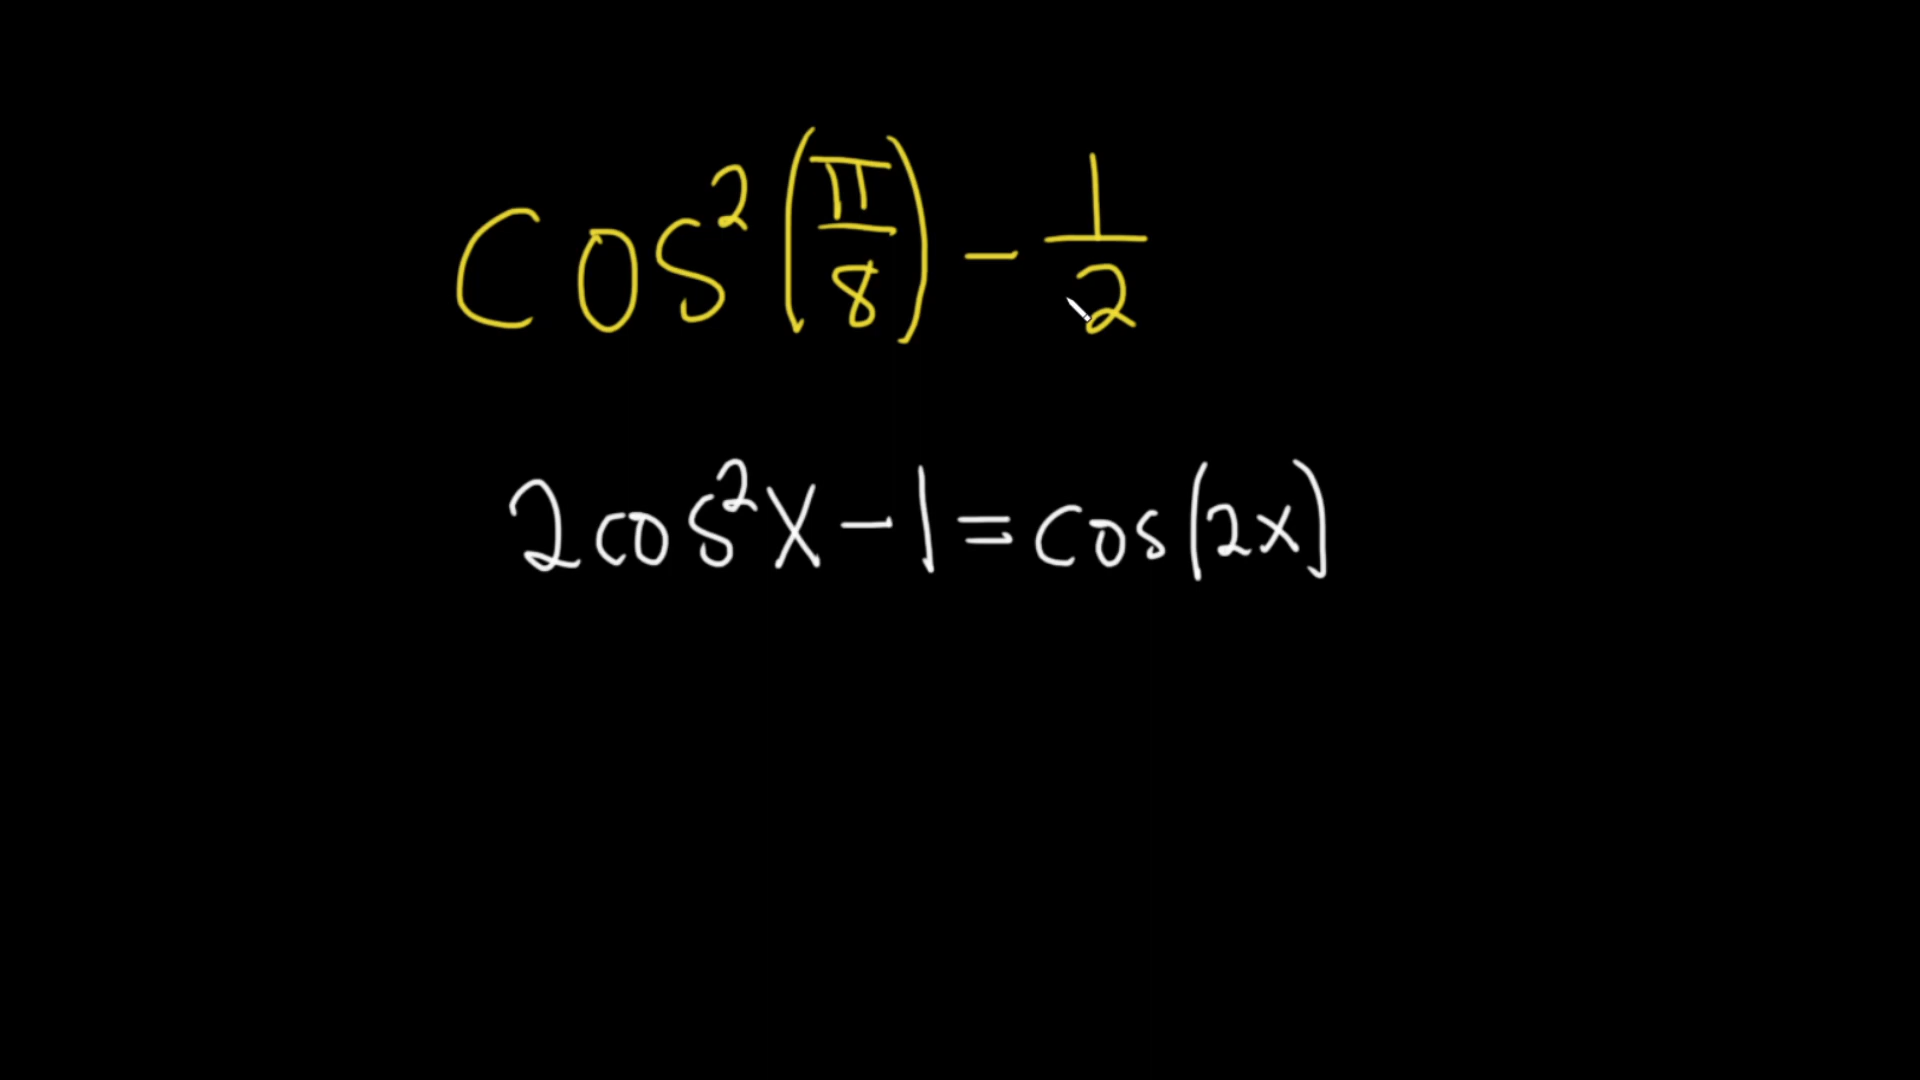 cos²(π/8) - 1/2
2cos²x - 1 = cos(2x)